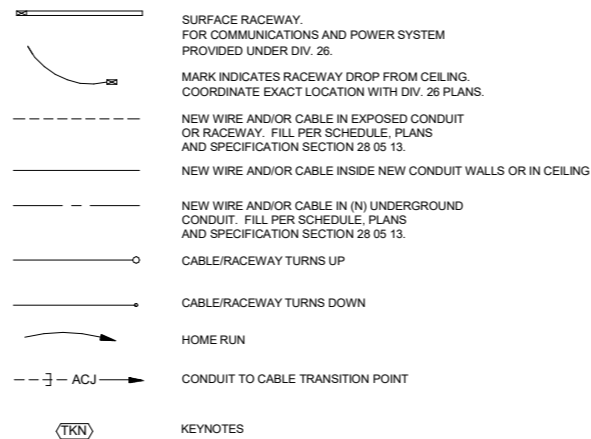 SURFACE RACEWAY.
FOR COMMUNICATIONS AND POWER SYSTEM
PROVIDED UNDER DIV. 26.
MARK INDICATES RACEWAY DROP FROM CEILING.
COORDINATE EXACT LOCATION WITH DIV. 26 PLANS.
NEW WIRE AND/OR CABLE IN EXPOSED CONDUIT
OR RACEWAY. FILL PER SCHEDULE, PLANS
AND SPECIFICATION SECTION 28 05 13.
NEW WIRE AND/OR CABLE INSIDE NEW CONDUIT WALLS OR IN CEILING
NEW WIRE AND/OR CABLE IN (N) UNDERGROUND
CONDUIT. FILL PER SCHEDULE, PLANS
AND SPECIFICATION SECTION 28 05 13.
CABLE/RACEWAY TURNS UP
CABLE/RACEWAY TURNS DOWN
HOME RUN
ACJ CONDUIT TO CABLE TRANSITION POINT
TKN KEYNOTES